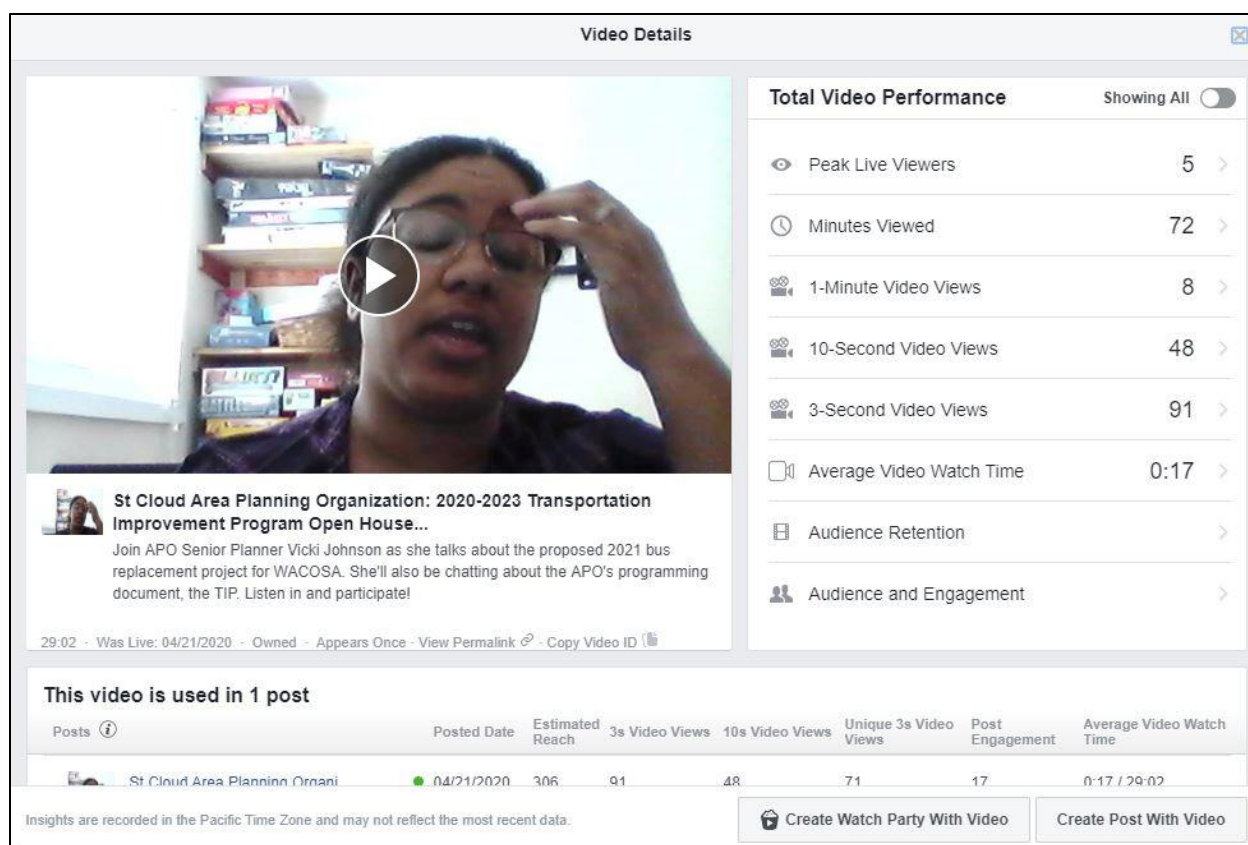 Video Details
Total Video Performance
Showing All
Peak Live Viewers 5
Minutes Viewed 72
1-Minute Video Views 8
10-Second Video Views 48
3-Second Video Views 91
Average Video Watch Time 0:17
Audience Retention
Audience and Engagement
St Cloud Area Planning Organization: 2020-2023 Transportation
Improvement Program Open House...
Join APO Senior Planner Vicki Johnson as she talks about the proposed 2021 bus
replacement project for WACOSA. She'll also be chatting about the APO's programming
document, the TIP. Listen in and participate!
29:02 · Was Live: 04/21/2020 · Owned · Appears Once · View Permalink · Copy Video ID
This video is used in 1 post
Posts Posted Date Estimated Reach 3s Video Views 10s Video Views Unique 3s Video Views Post Engagement Average Video Watch Time
St Cloud Area Planning Organi... 04/21/2020 306 91 48 71 17 0:17 / 29:02
Insights are recorded in the Pacific Time Zone and may not reflect the most recent data.
Create Watch Party With Video
Create Post With Video